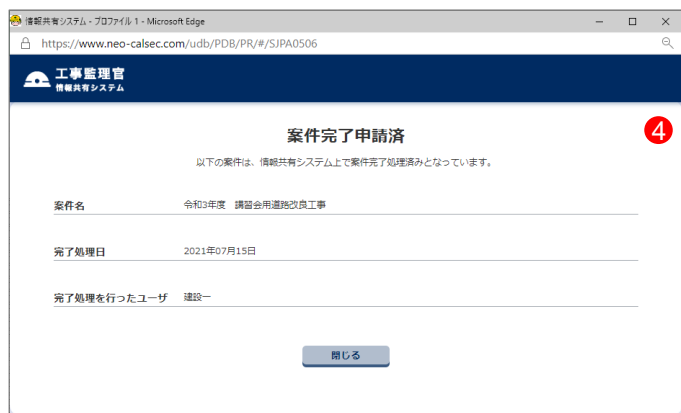 情報共有システム - プロファイル 1 - Microsoft Edge
https://www.neo-calsec.com/udb/PDB/PR/#/SJPA0506
工事監理官
情報共有システム
案件完了申請済
4
以下の案件は、情報共有システム上で案件完了処理済みとなっています。
案件名 令和3年度 講習会用道路改良工事
完了処理日 2021年07月15日
完了処理を行ったユーザ 建設一
閉じる